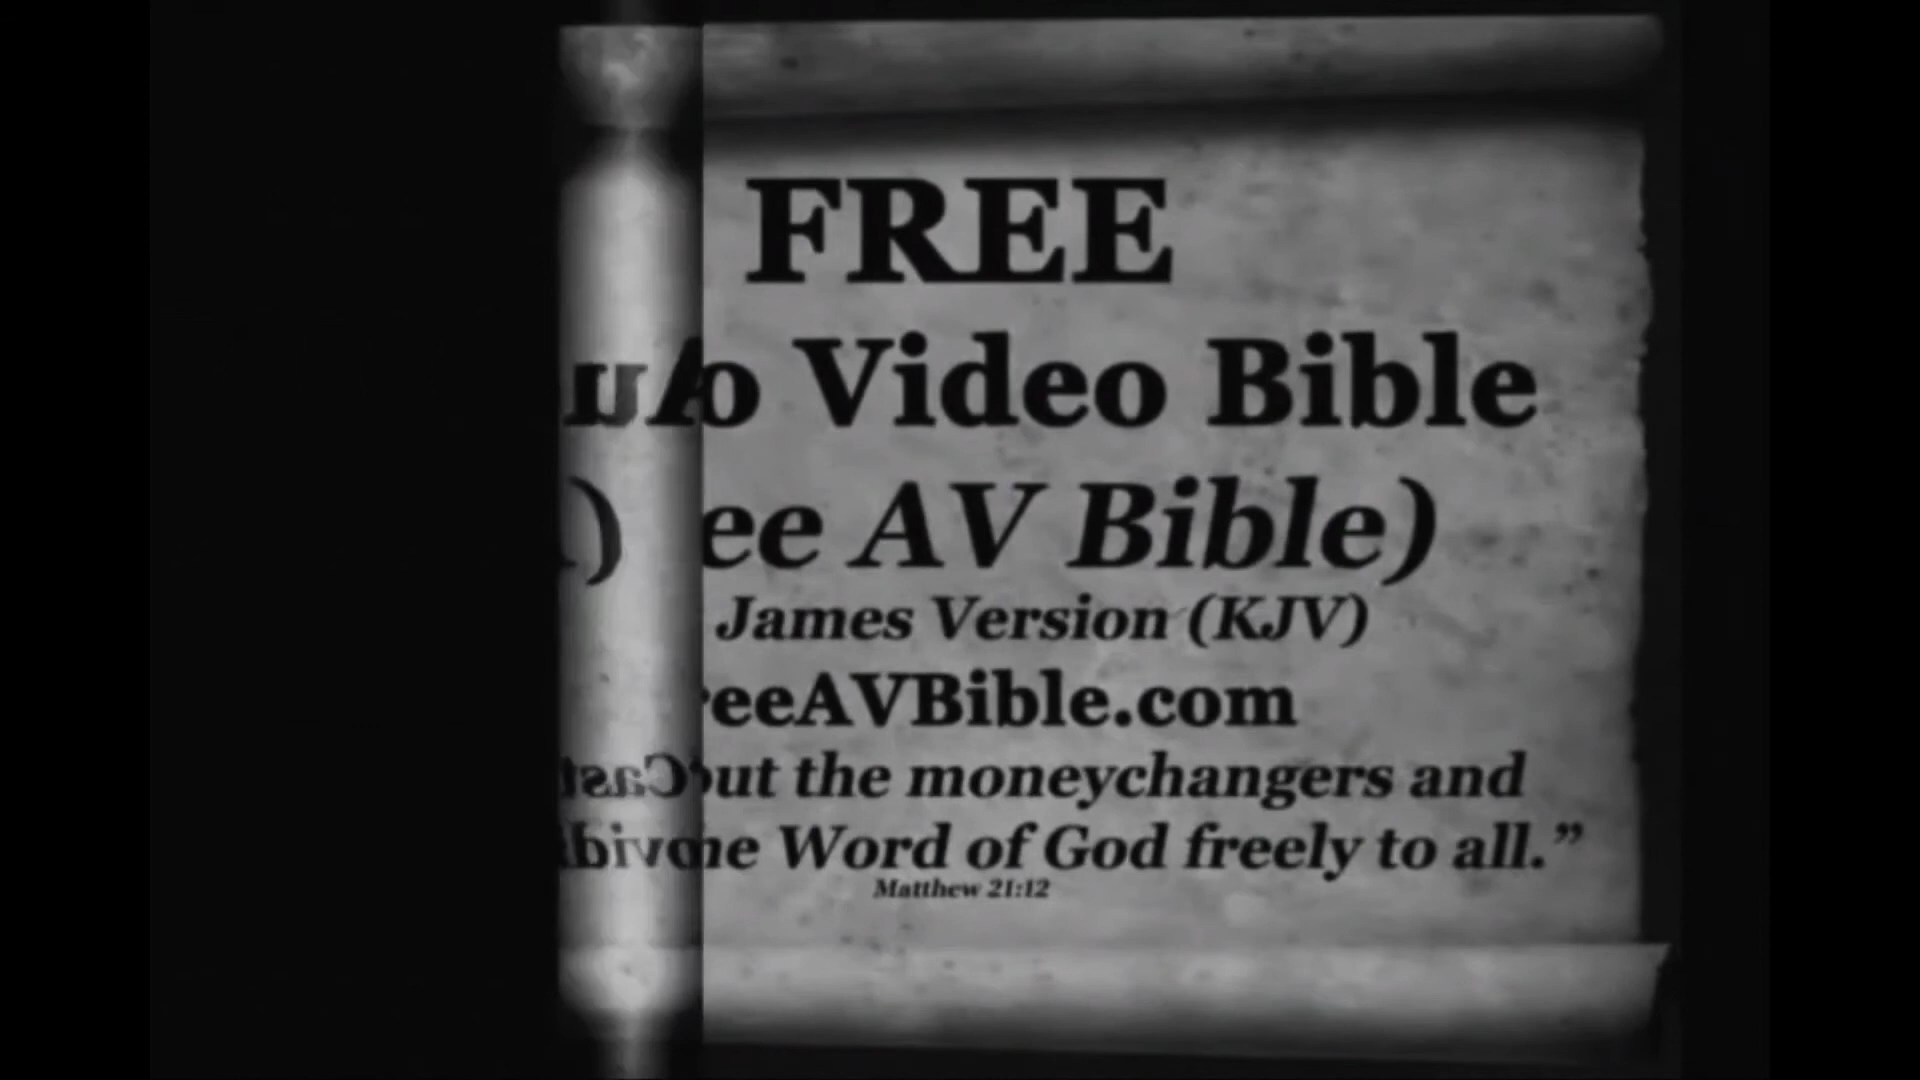 FREE
o Video Bible
ee AV Bible)
James Version (KJV)
eeAVBible.com
out the moneychangers and
Word of God freely to all.”
Matthew 21:12